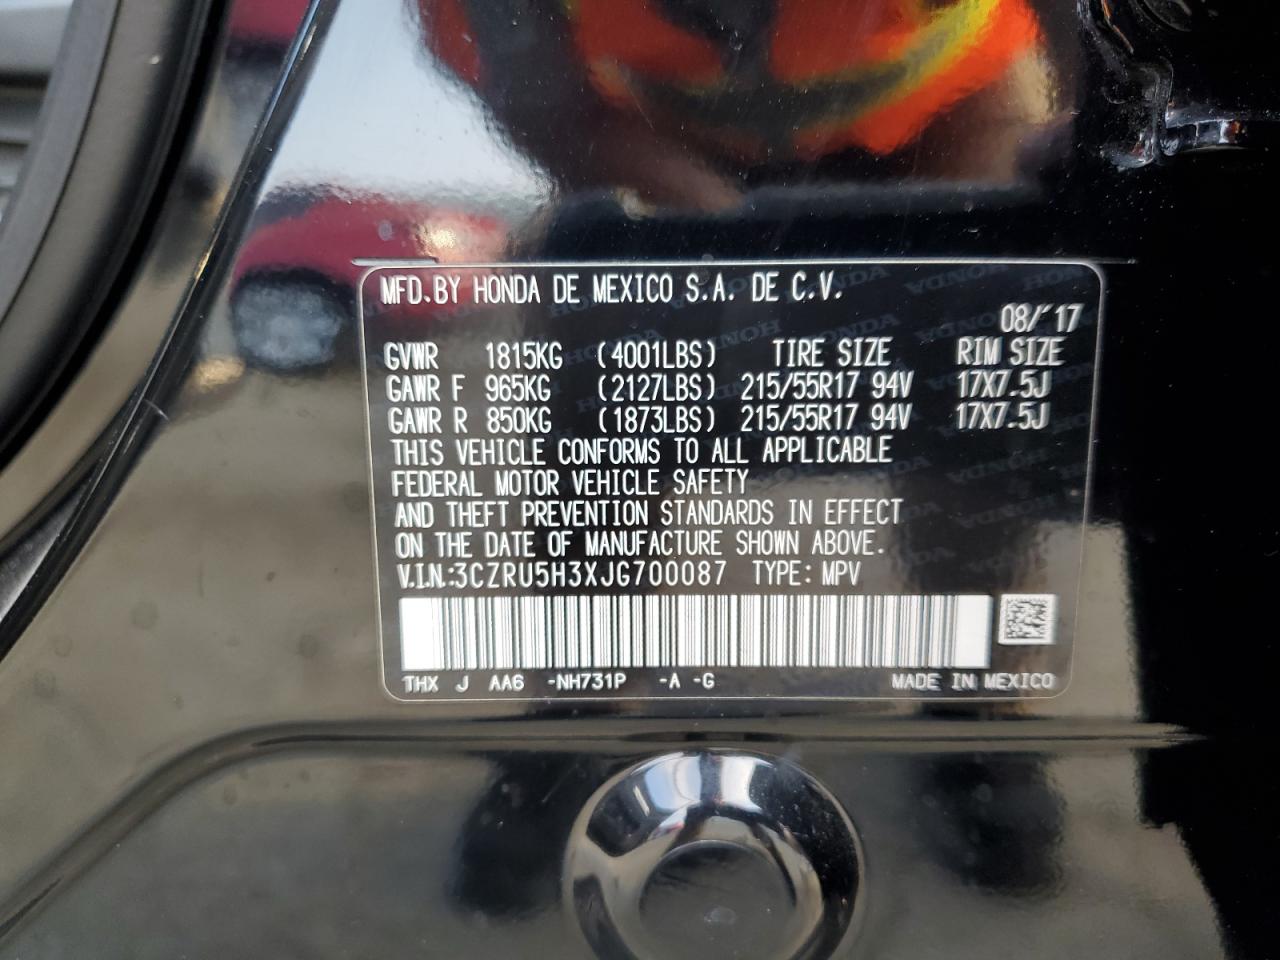 MFD.BY HONDA DE MEXICO S.A. DE C.V.
08/'17
GVWR 1815KG (4001LBS) TIRE SIZE RIM SIZE
GAWR F 965KG (2127LBS) 215/55R17 94V 17X7.5J
GAWR R 850KG (1873LBS) 215/55R17 94V 17X7.5J
THIS VEHICLE CONFORMS TO ALL APPLICABLE
FEDERAL MOTOR VEHICLE SAFETY
AND THEFT PREVENTION STANDARDS IN EFFECT
ON THE DATE OF MANUFACTURE SHOWN ABOVE.
V.I.N.:3CZRU5H3XJG700087 TYPE: MPV
THX J AA6 -NH731P -A -G MADE IN MEXICO